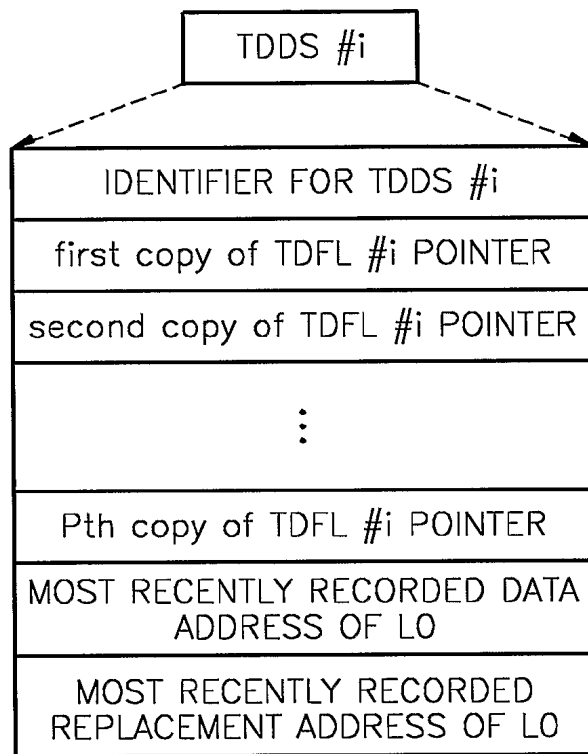 TDDS #i
IDENTIFIER FOR TDDS #i
first copy of TDFL #i POINTER
second copy of TDFL #i POINTER
⋮
Pth copy of TDFL #i POINTER
MOST RECENTLY RECORDED DATA
ADDRESS OF L0
MOST RECENTLY RECORDED
REPLACEMENT ADDRESS OF L0